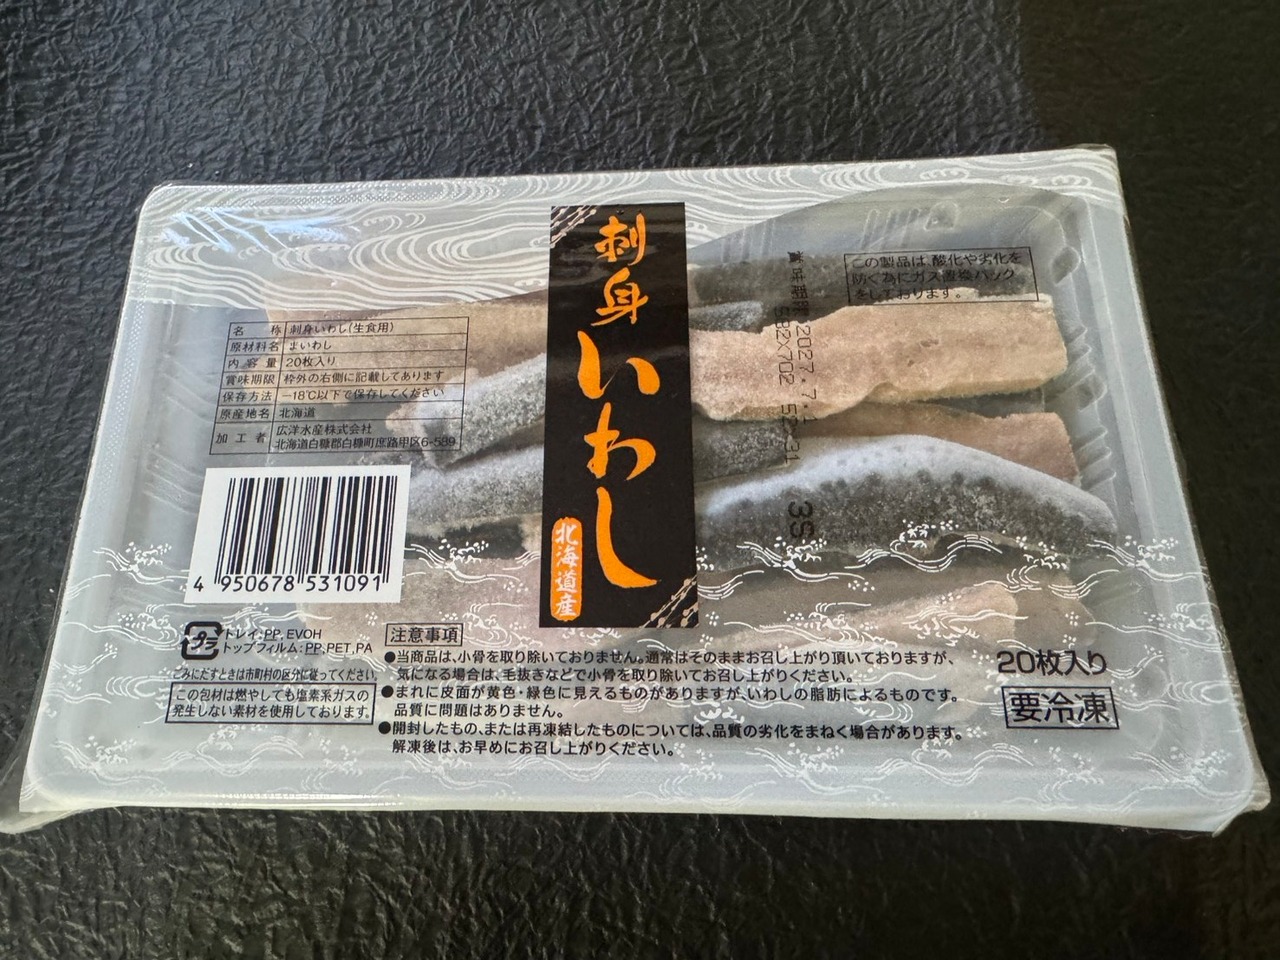 刺身いわし
北海道産
この製品は、酸化や劣化を
防ぐ為にガス置換パック
をしております。
名称 刺身いわし(生食用)
原材料名 まいわし
内容量 20枚入り
賞味期限 枠外の右側に記載してあります
保存方法 −18℃以下で保存してください
原産地名 北海道
加工者 広洋水産株式会社
北海道白糠郡白糠町庶路甲区6-589
賞味期限 2027.7.1
3S
4 950678 531091
プラ
トレイ:PP,EVOH
トップフィルム:PP,PET,PA
ごみにだすときは市町村の区分に従ってください。
この包材は燃やしても塩素系ガスの
発生しない素材を使用しております。
注意事項
●当商品は、小骨を取り除いておりません。通常はそのままお召し上がり頂いておりますが、
気になる場合は、毛抜きなどで小骨を取り除いてお召し上がりください。
●まれに皮面が黄色・緑色に見えるものがありますが、いわしの脂肪によるものです。
品質に問題はありません。
●開封したもの、または再凍結したものについては、品質の劣化をまねく場合があります。
解凍後は、お早めにお召し上がりください。
20枚入り
要冷凍